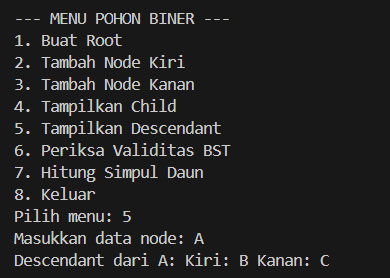 --- MENU POHON BINER ---
1. Buat Root
2. Tambah Node Kiri
3. Tambah Node Kanan
4. Tampilkan Child
5. Tampilkan Descendant
6. Periksa Validitas BST
7. Hitung Simpul Daun
8. Keluar
Pilih menu: 5
Masukkan data node: A
Descendant dari A: Kiri: B Kanan: C